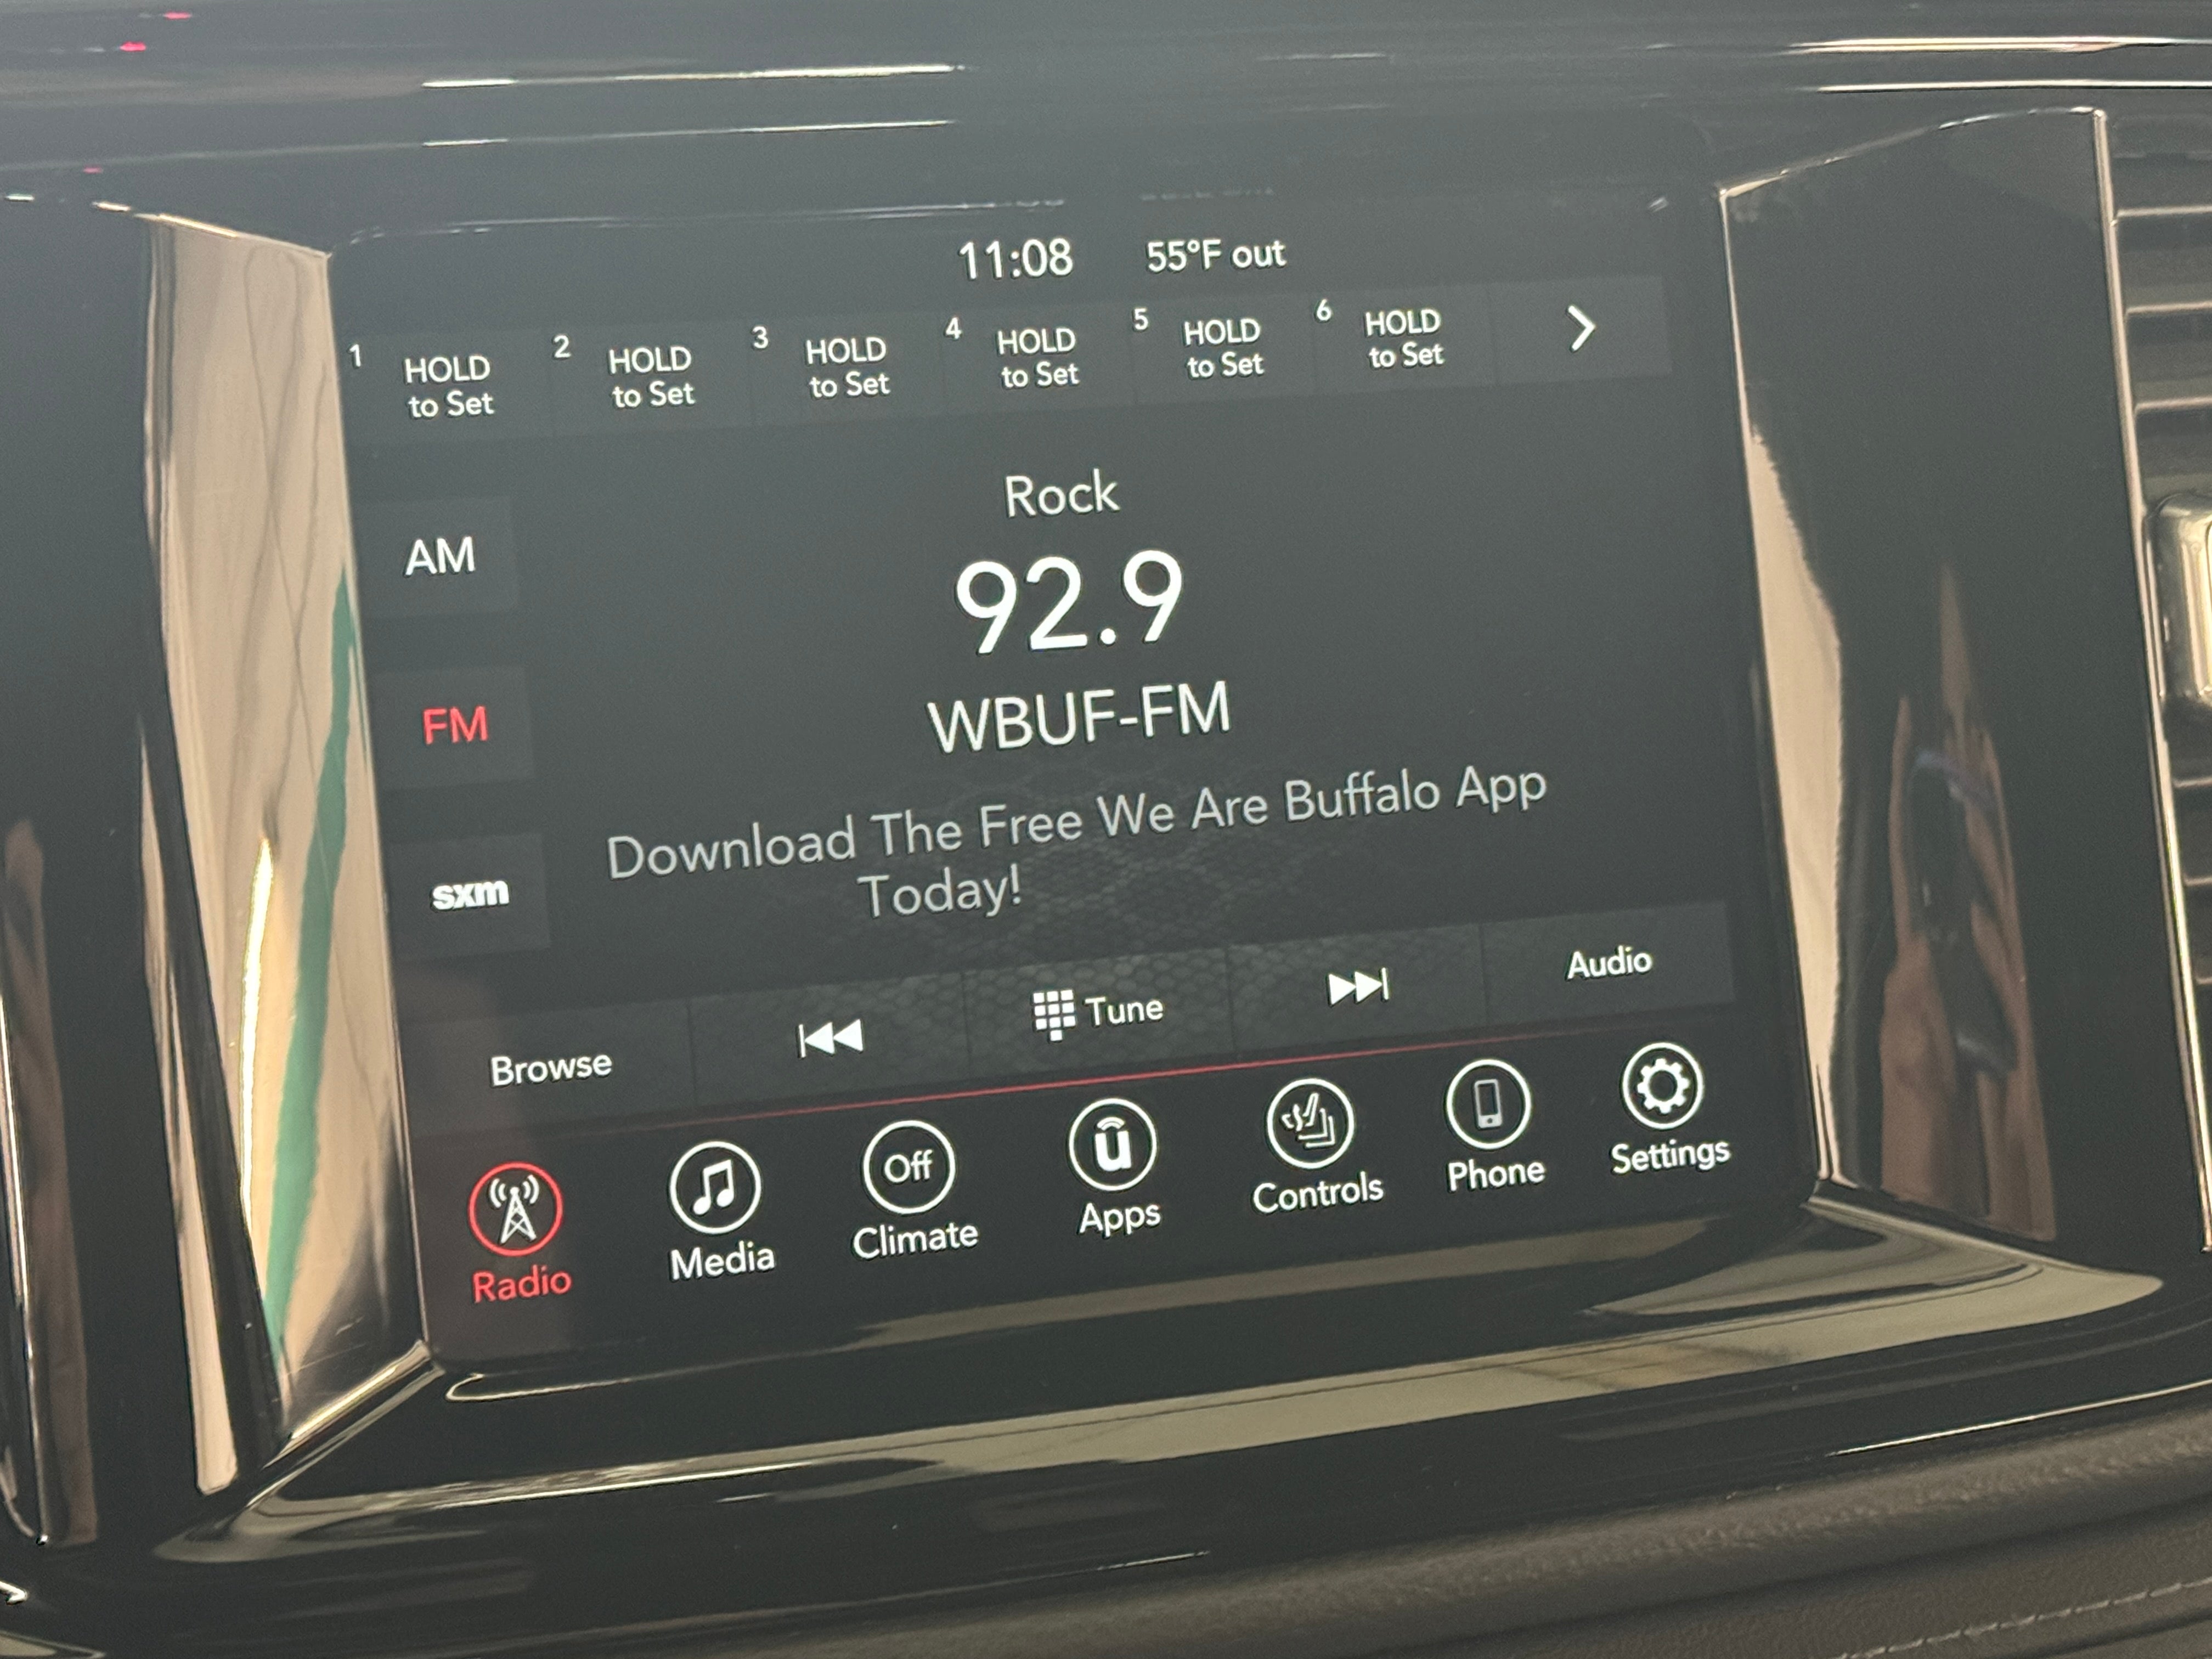 11:08 55°F out
1 HOLD to Set 2 HOLD to Set 3 HOLD to Set 4 HOLD to Set 5 HOLD to Set 6 HOLD to Set
Rock
AM
92.9
FM
WBUF-FM
Download The Free We Are Buffalo App
Today!
sxm
Browse Tune Audio
Off
Radio Media Climate Apps Controls Phone Settings